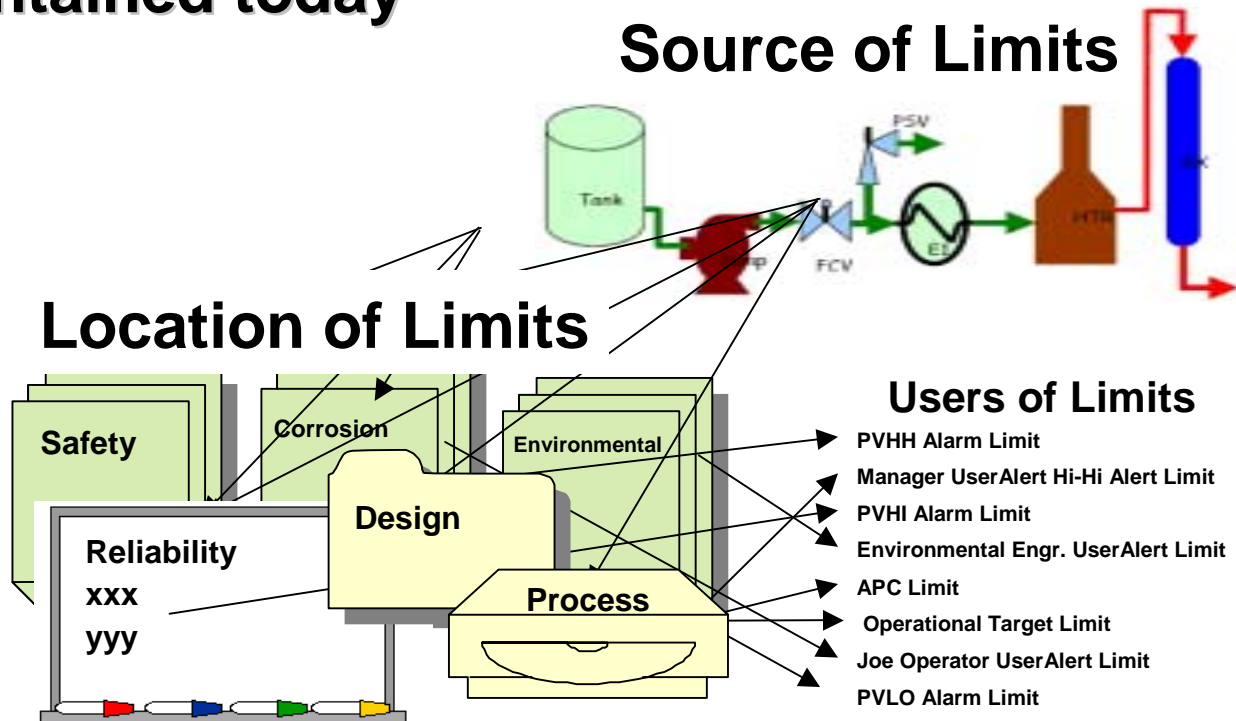 ntained today
Source of Limits
PSV
Tank
FCV
E1
HTR
Location of Limits
Safety
Corrosion
Environmental
Design
Reliability
xxx
yyy
Process
Users of Limits
PVHH Alarm Limit
Manager UserAlert Hi-Hi Alert Limit
PVHI Alarm Limit
Environmental Engr. UserAlert Limit
APC Limit
Operational Target Limit
Joe Operator UserAlert Limit
PVLO Alarm Limit